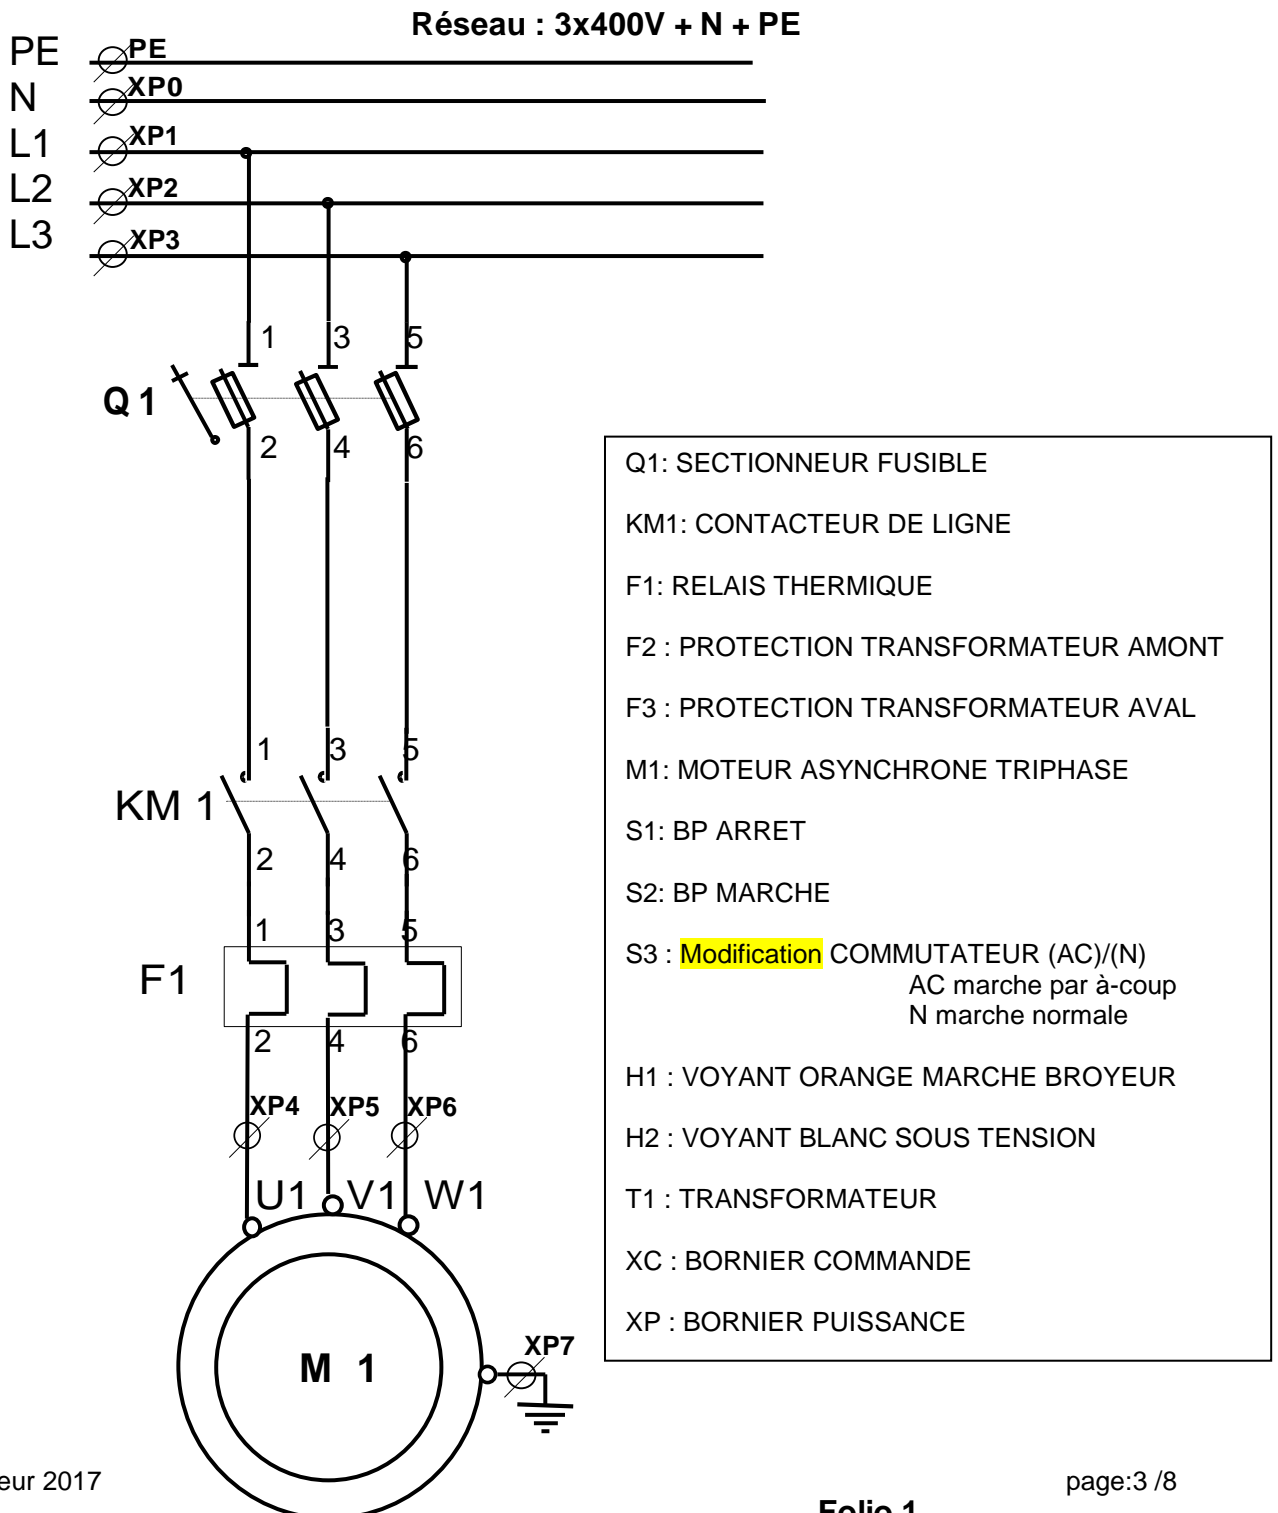 Réseau : 3x400V + N + PE
PE PE
N XP0
L1 XP1
L2 XP2
L3 XP3
1 3 5
Q 1
2 4 6
1 3 5
KM 1
2 4 6
1 3 5
F1
2 4 6
XP4 XP5 XP6
U1 V1 W1
M 1
XP7
Q1: SECTIONNEUR FUSIBLE
KM1: CONTACTEUR DE LIGNE
F1: RELAIS THERMIQUE
F2 : PROTECTION TRANSFORMATEUR AMONT
F3 : PROTECTION TRANSFORMATEUR AVAL
M1: MOTEUR ASYNCHRONE TRIPHASE
S1: BP ARRET
S2: BP MARCHE
S3 : Modification COMMUTATEUR (AC)/(N)
AC marche par à-coup
N marche normale
H1 : VOYANT ORANGE MARCHE BROYEUR
H2 : VOYANT BLANC SOUS TENSION
T1 : TRANSFORMATEUR
XC : BORNIER COMMANDE
XP : BORNIER PUISSANCE
eur 2017
page:3 /8
Folio 1